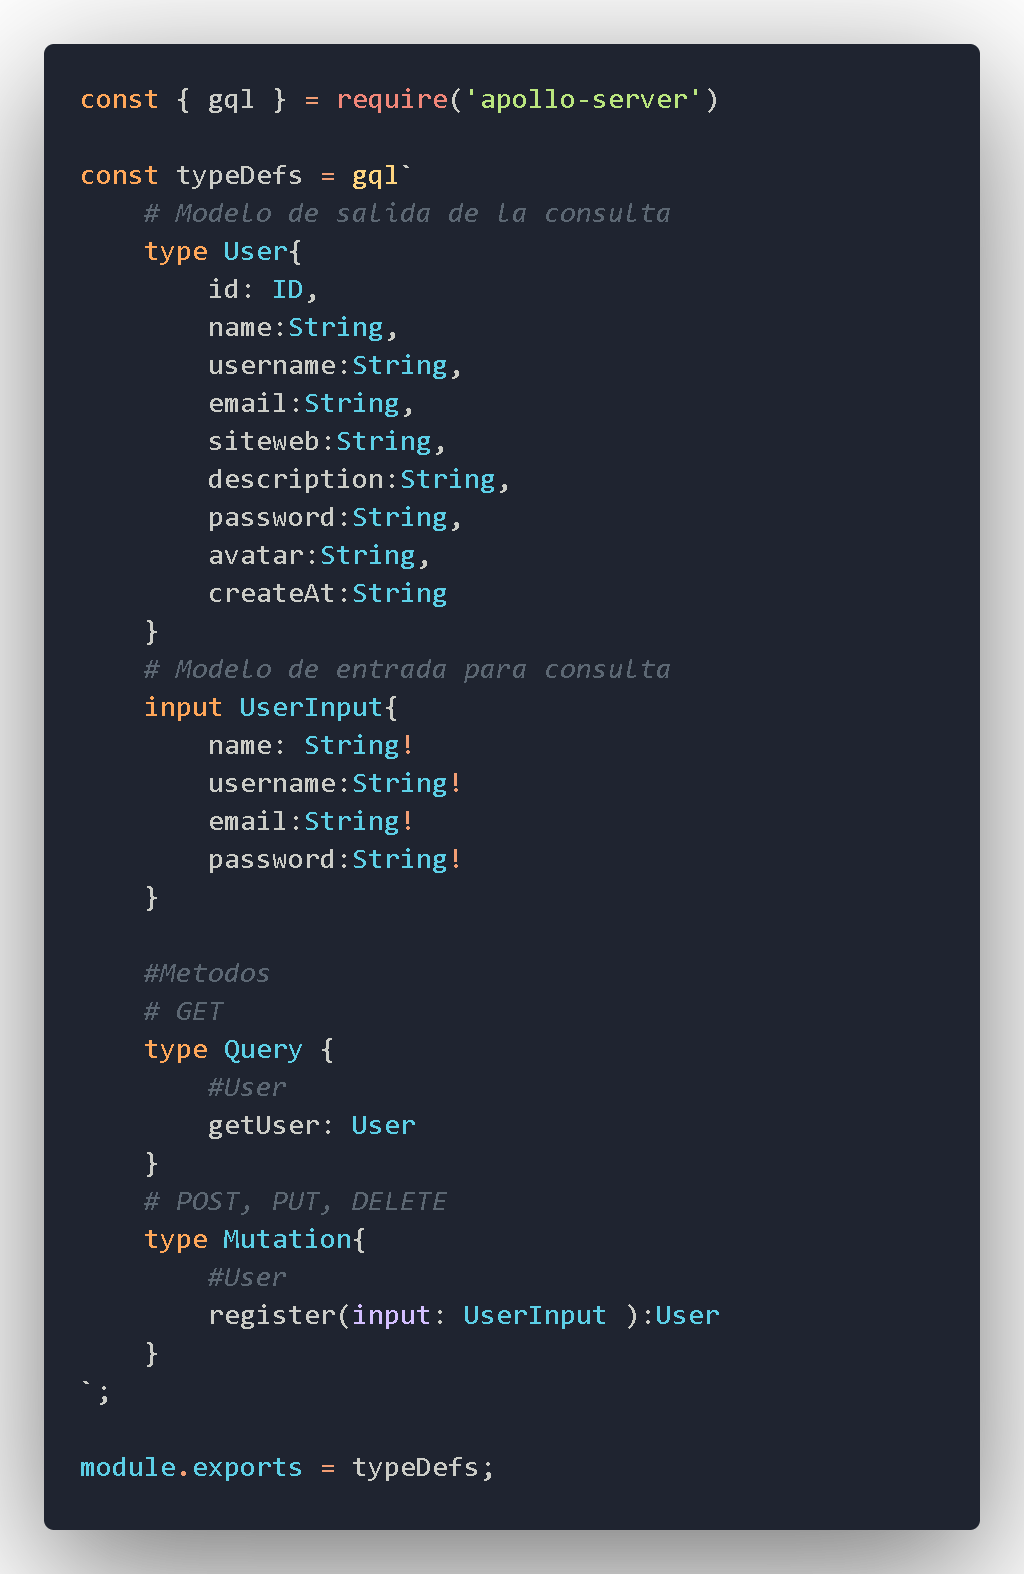 const { gql } = require('apollo-server')
const typeDefs = gql`
# Modelo de salida de la consulta
type User{
id: ID,
name:String,
username:String,
email:String,
siteweb:String,
description:String,
password:String,
avatar:String,
createAt:String
}
# Modelo de entrada para consulta
input UserInput{
name: String!
username:String!
email:String!
password:String!
}
#Metodos
# GET
type Query {
#User
getUser: User
}
# POST, PUT, DELETE
type Mutation{
#User
register(input: UserInput ):User
}
`;
module.exports = typeDefs;